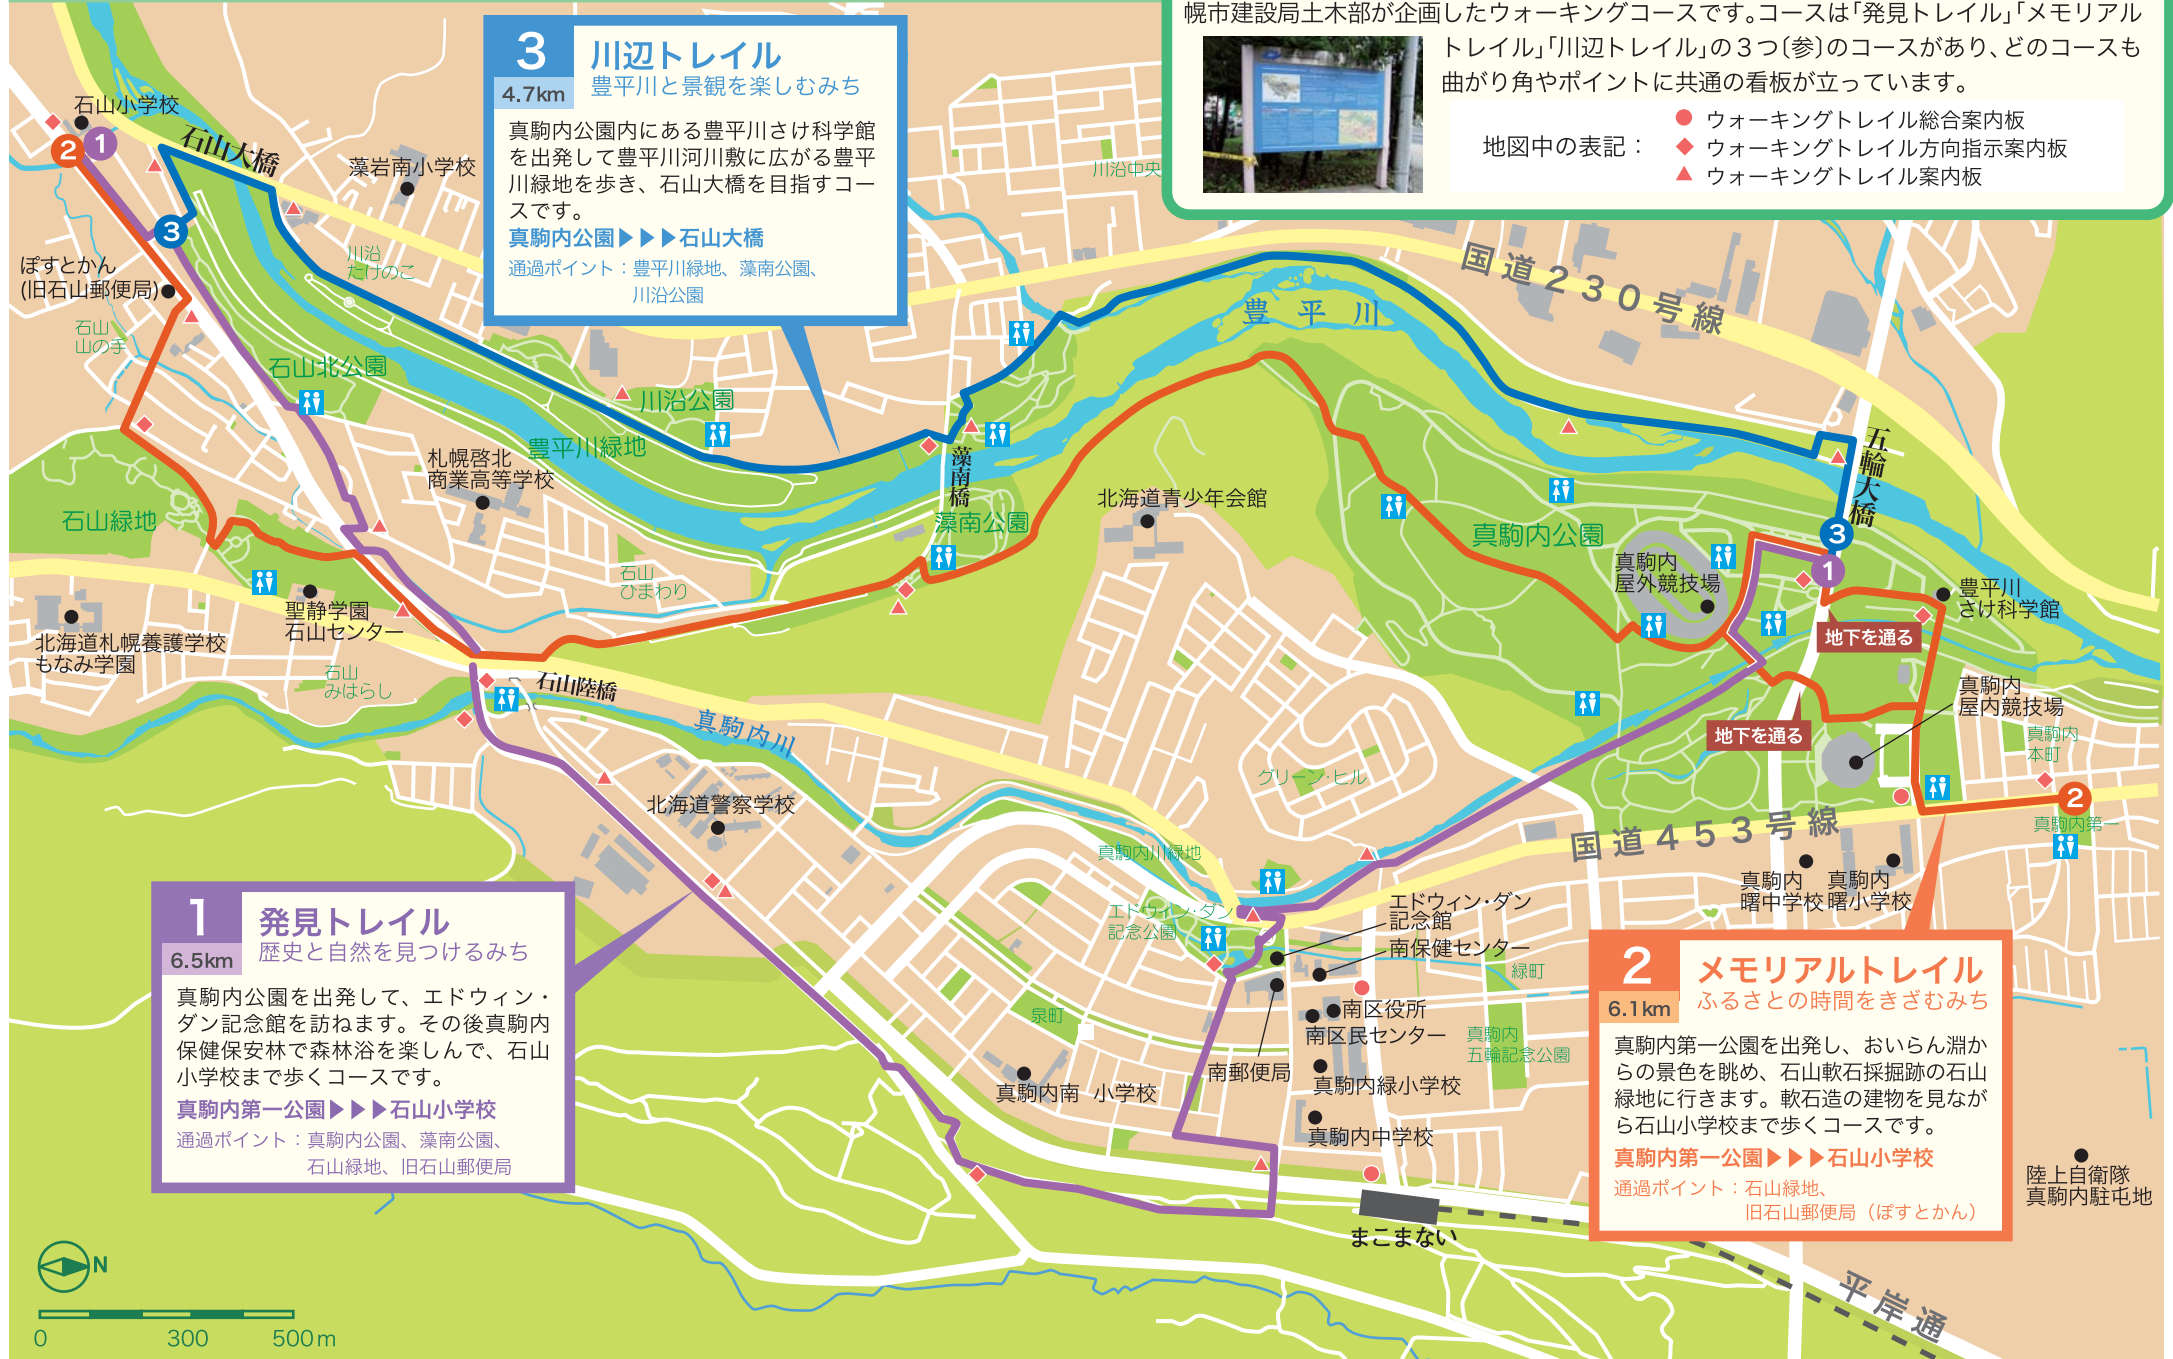 幌市建設局土木部が企画したウォーキングコースです。コースは「発見トレイル」「メモリアル
トレイル」「川辺トレイル」の３つ〔参〕のコースがあり、どのコースも
曲がり角やポイントに共通の看板が立っています。
地図中の表記：
ウォーキングトレイル総合案内板
ウォーキングトレイル方向指示案内板
ウォーキングトレイル案内板
3
4.7km
川辺トレイル
豊平川と景観を楽しむみち
真駒内公園内にある豊平川さけ科学館
を出発して豊平川河川敷に広がる豊平
川緑地を歩き、石山大橋を目指すコー
スです。
真駒内公園▶▶▶石山大橋
通過ポイント：豊平川緑地、藻南公園、
川沿公園
石山小学校
2
1
石山大橋
藻岩南小学校
川沿中央
3
川沿
たけのこ
ぽすとかん
(旧石山郵便局)
石山
山の手
国道２３０号線
豊平川
石山北公園
川沿公園
豊平川緑地
札幌啓北
商業高等学校
藻南橋
藻南公園
北海道青少年会館
五輪大橋
真駒内公園
3
1
真駒内
屋外競技場
豊平川
さけ科学館
地下を通る
石山緑地
石山
ひまわり
聖静学園
石山センター
北海道札幌養護学校
もなみ学園
石山
みはらし
石山陸橋
真駒内川
真駒内
屋内競技場
地下を通る
真駒内
本町
グリーン・ヒル
2
北海道警察学校
国道４５３号線
真駒内第一
真駒内川緑地
真駒内
曙中学校
真駒内
曙小学校
エドウィン・ダン
記念館
エドウィン・ダン
記念公園
南保健センター
緑町
南区役所
南区民センター
泉町
真駒内
五輪記念公園
南郵便局
真駒内緑小学校
真駒内南 小学校
真駒内中学校
まこまない
陸上自衛隊
真駒内駐屯地
平岸通
1
6.5km
発見トレイル
歴史と自然を見つけるみち
真駒内公園を出発して、エドウィン・
ダン記念館を訪ねます。その後真駒内
保健保安林で森林浴を楽しんで、石山
小学校まで歩くコースです。
真駒内第一公園▶▶▶石山小学校
通過ポイント：真駒内公園、藻南公園、
石山緑地、旧石山郵便局
2
6.1km
メモリアルトレイル
ふるさとの時間をきざむみち
真駒内第一公園を出発し、おいらん淵か
らの景色を眺め、石山軟石採掘跡の石山
緑地に行きます。軟石造の建物を見なが
ら石山小学校まで歩くコースです。
真駒内第一公園▶▶▶石山小学校
通過ポイント：石山緑地、
旧石山郵便局（ぽすとかん）
N
0 300 500m